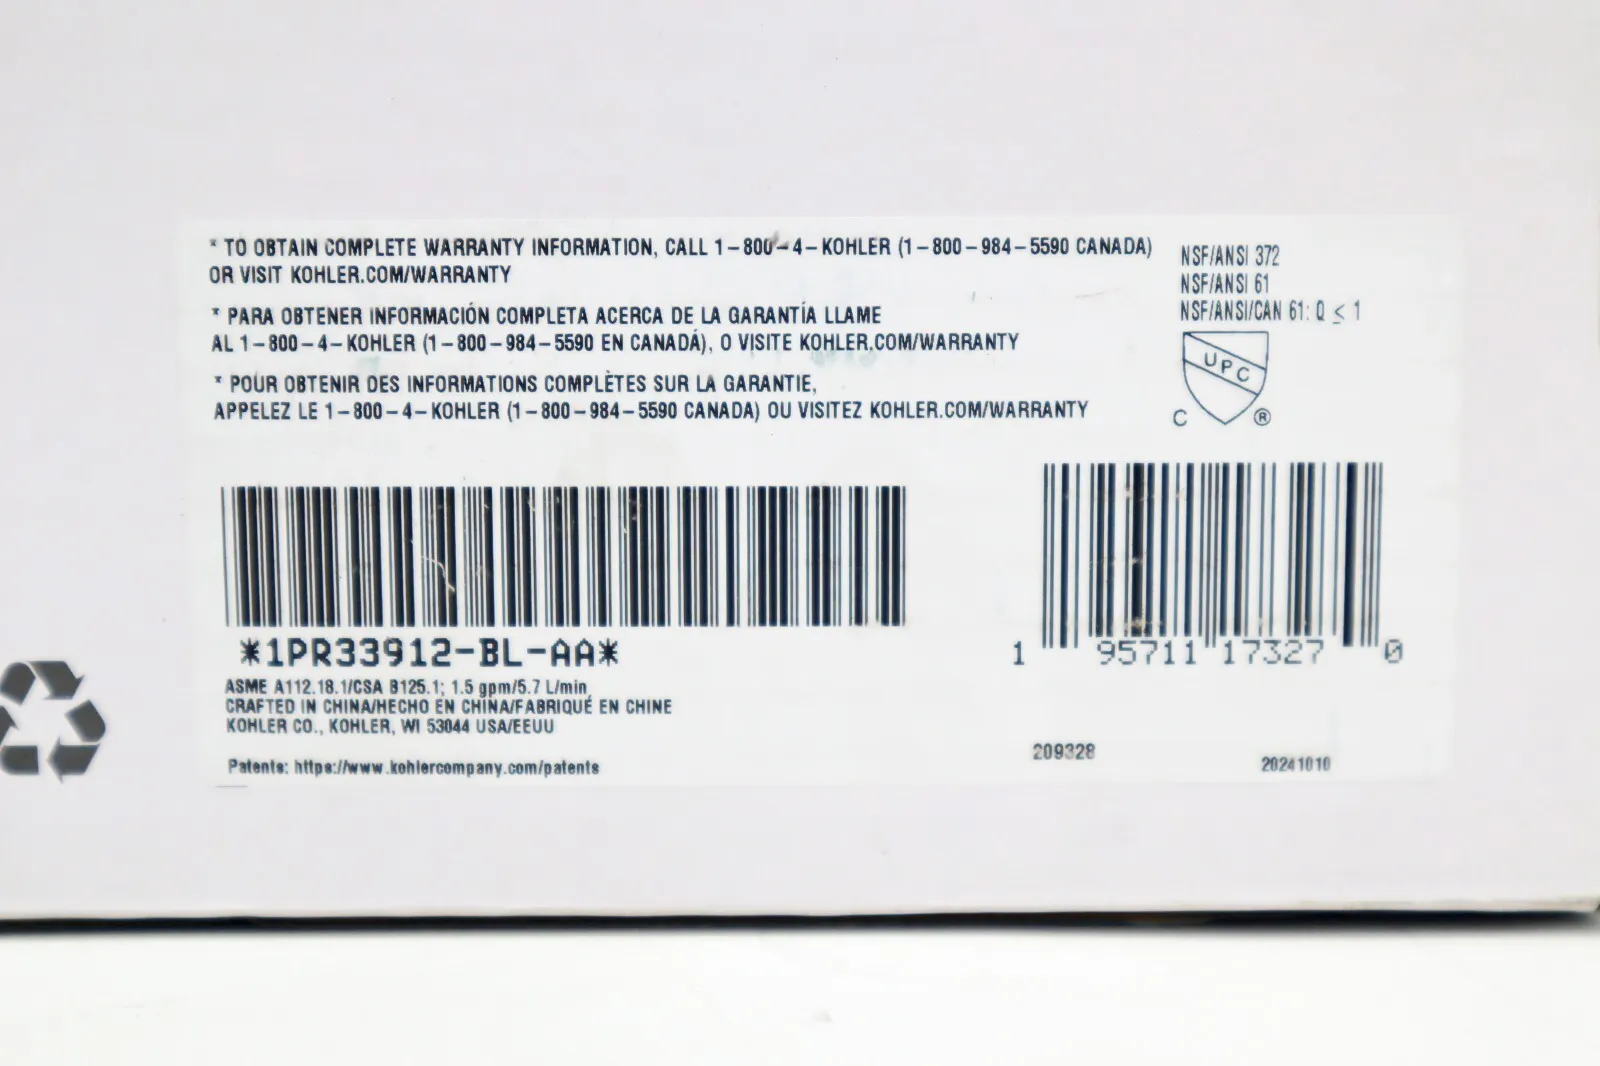 * TO OBTAIN COMPLETE WARRANTY INFORMATION, CALL 1-800-4-KOHLER (1-800-984-5590 CANADA)
OR VISIT KOHLER.COM/WARRANTY
* PARA OBTENER INFORMACIÓN COMPLETA ACERCA DE LA GARANTÍA LLAME
AL 1-800-4-KOHLER (1-800-984-5590 EN CANADÁ), O VISITE KOHLER.COM/WARRANTY
* POUR OBTENIR DES INFORMATIONS COMPLÈTES SUR LA GARANTIE,
APPELEZ LE 1-800-4-KOHLER (1-800-984-5590 CANADA) OU VISITEZ KOHLER.COM/WARRANTY
NSF/ANSI 372
NSF/ANSI 61
NSF/ANSI/CAN 61: Q ≤ 1
UPC
C ®
*1PR33912-BL-AA*
ASME A112.18.1/CSA B125.1; 1.5 gpm/5.7 L/min
CRAFTED IN CHINA/HECHO EN CHINA/FABRIQUÉ EN CHINE
KOHLER CO., KOHLER, WI 53044 USA/EEUU
Patents: https://www.kohlercompany.com/patents
1 95711 17327 0
209328
20241010